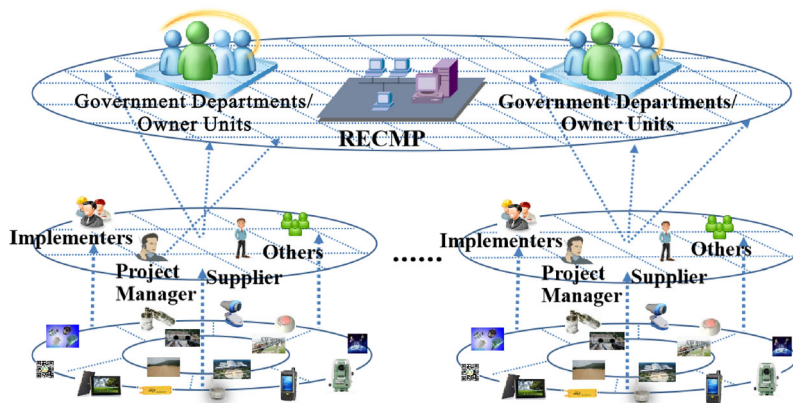 Government Departments/
Owner Units
RECMP
Government Departments/
Owner Units
Implementers
Project
Manager
Supplier
Others
......
Implementers
Project
Manager
Supplier
Others